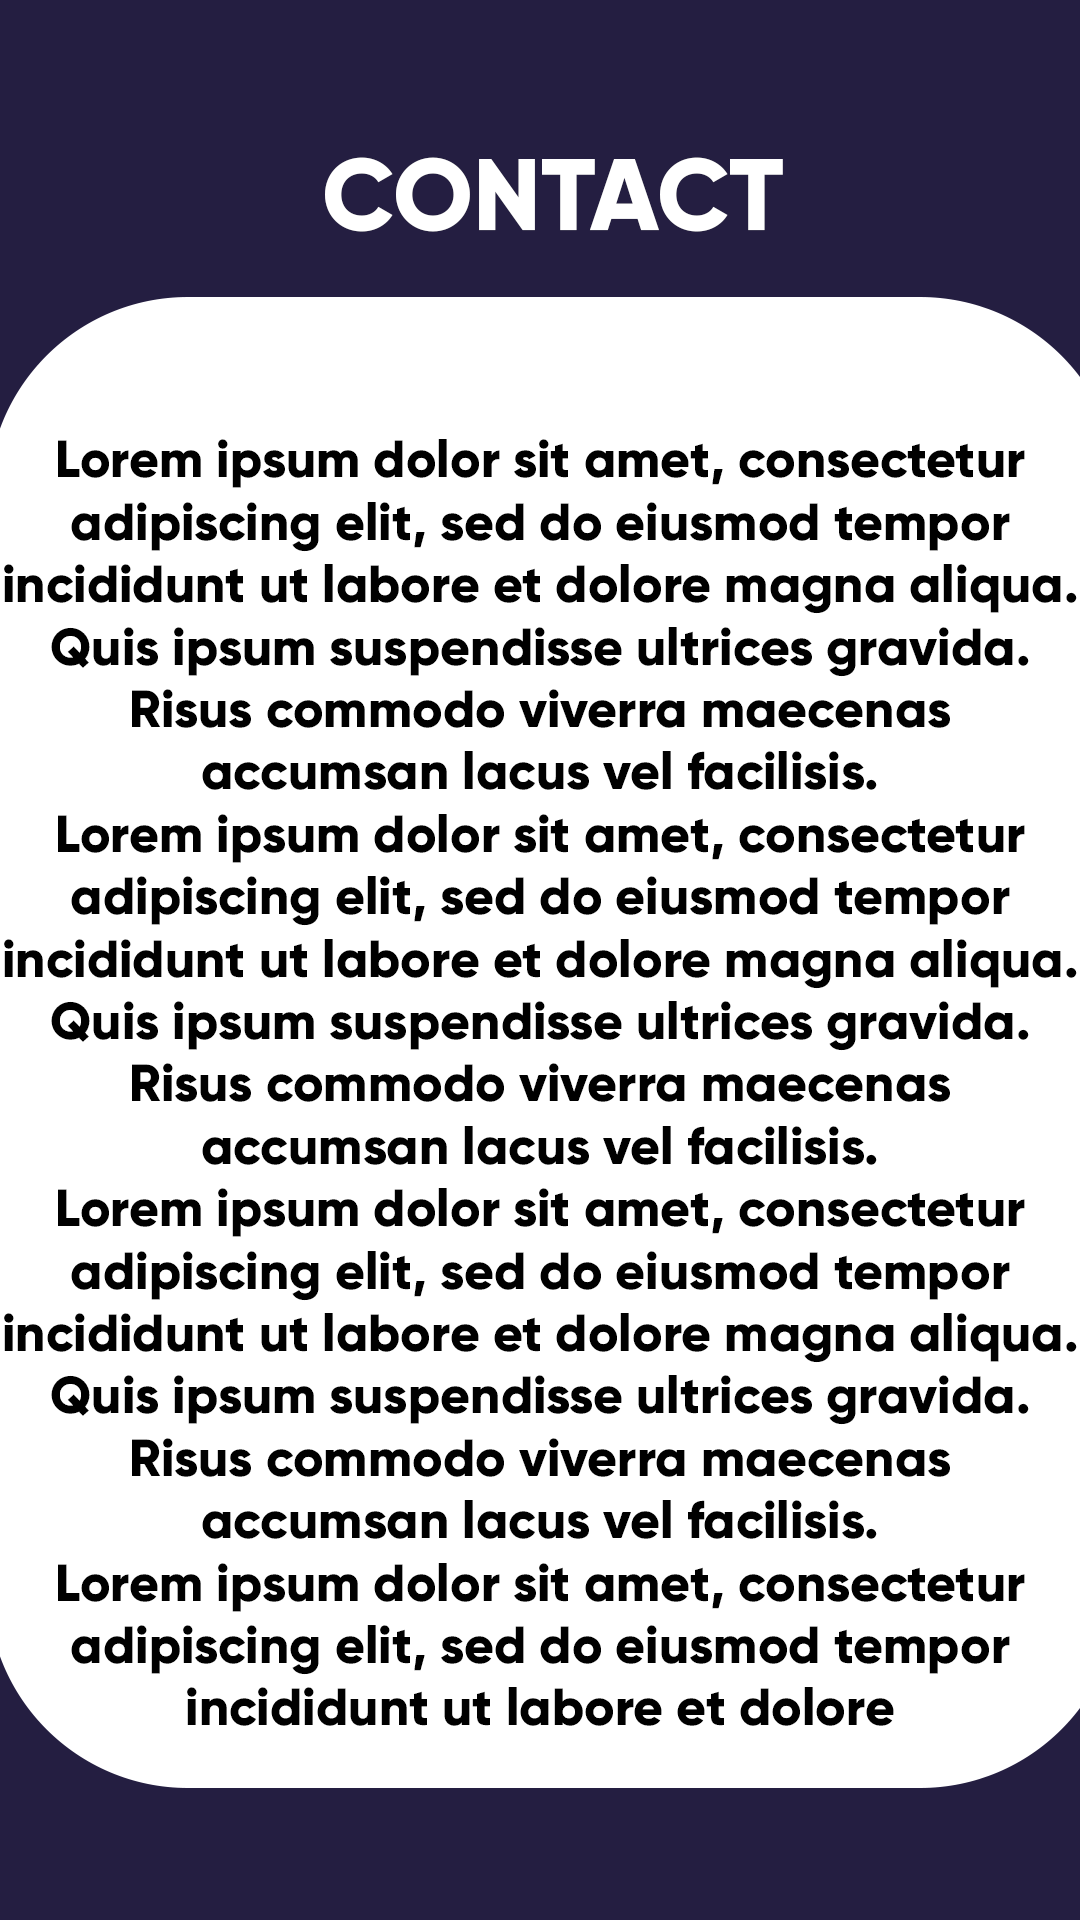 CONTACT
Lorem ipsum dolor sit amet, consectetur
adipiscing elit, sed do eiusmod tempor
incididunt ut labore et dolore magna aliqua.
Quis ipsum suspendisse ultrices gravida.
Risus commodo viverra maecenas
accumsan lacus vel facilisis.
Lorem ipsum dolor sit amet, consectetur
adipiscing elit, sed do eiusmod tempor
incididunt ut labore et dolore magna aliqua.
Quis ipsum suspendisse ultrices gravida.
Risus commodo viverra maecenas
accumsan lacus vel facilisis.
Lorem ipsum dolor sit amet, consectetur
adipiscing elit, sed do eiusmod tempor
incididunt ut labore et dolore magna aliqua.
Quis ipsum suspendisse ultrices gravida.
Risus commodo viverra maecenas
accumsan lacus vel facilisis.
Lorem ipsum dolor sit amet, consectetur
adipiscing elit, sed do eiusmod tempor
incididunt ut labore et dolore